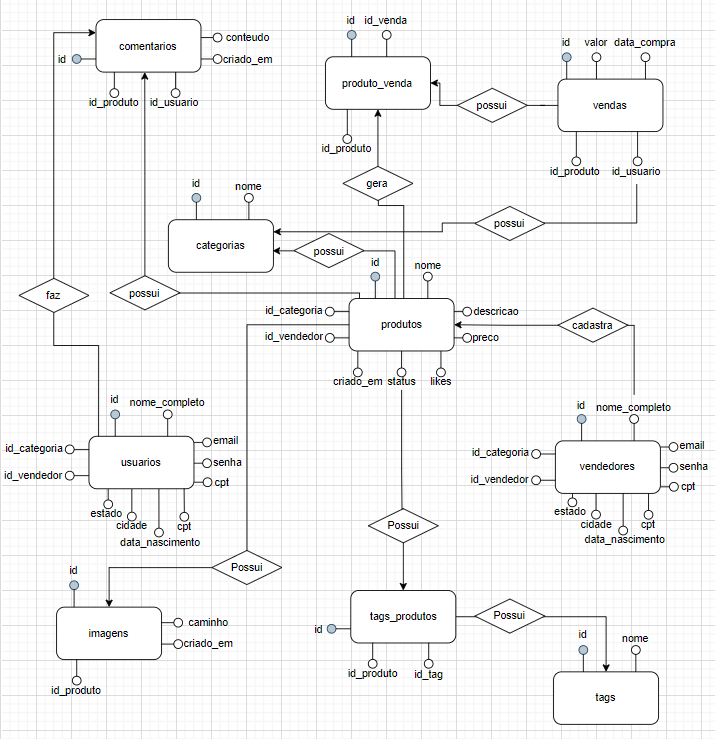 id
id_venda
comentarios
conteudo
id
criado_em
id_produto
id_usuario
produto_venda
id_produto
id
valor
data_compra
possui
vendas
id_produto
id_usuario
gera
id
nome
categorias
possui
possui
faz
possui
id
nome
id_categoria
descricao
produtos
id_vendedor
preco
cadastra
criado_em
status
likes
id
nome_completo
id_categoria
email
usuarios
senha
id_vendedor
cpt
estado
cidade
cpt
data_nascimento
id
nome_completo
id_categoria
email
vendedores
senha
id_vendedor
cpt
estado
cidade
cpt
data_nascimento
Possui
Possui
id
imagens
caminho
criado_em
id_produto
tags_produtos
id
id_produto
id_tag
Possui
id
nome
tags